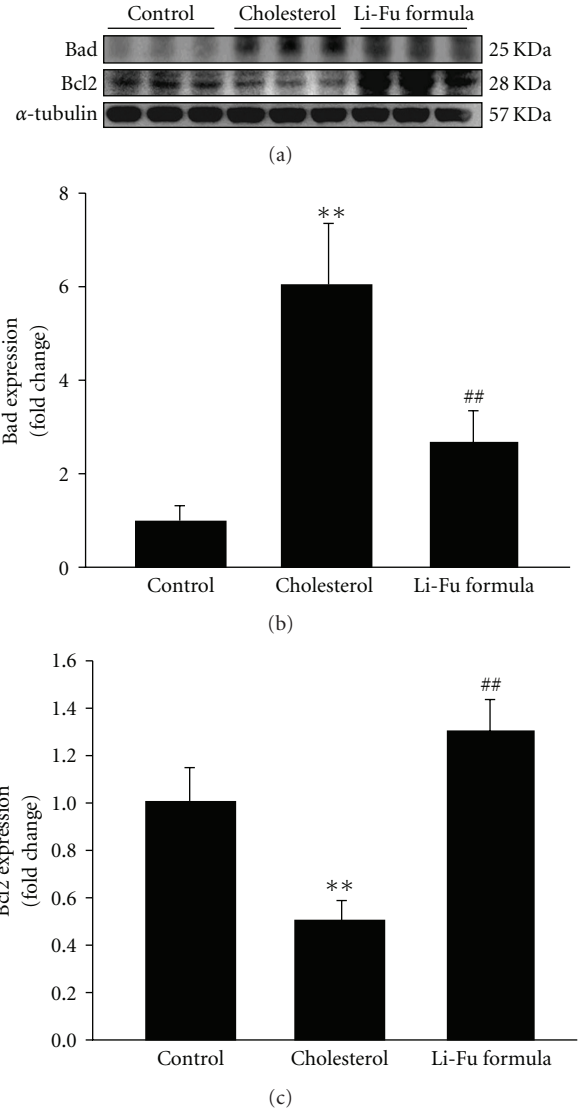 Control Cholesterol Li-Fu formula
Bad 25 KDa
Bcl2 28 KDa
α-tubulin 57 KDa
(a)
8
6
4
2
0
Bad expression
(fold change)
**
##
Control Cholesterol Li-Fu formula
(b)
1.6
1.4
1.2
1.0
0.8
0.6
0.4
0.2
0.0
Bcl2 expression
(fold change)
**
##
Control Cholesterol Li-Fu formula
(c)